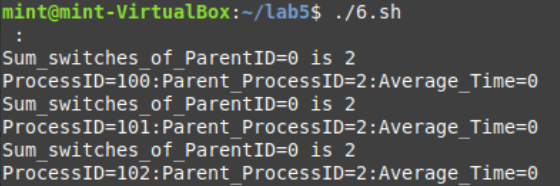 mint@mint-VirtualBox:~/lab5$ ./6.sh
:
Sum_switches_of_ParentID=0 is 2
ProcessID=100:Parent_ProcessID=2:Average_Time=0
Sum_switches_of_ParentID=0 is 2
ProcessID=101:Parent_ProcessID=2:Average_Time=0
Sum_switches_of_ParentID=0 is 2
ProcessID=102:Parent_ProcessID=2:Average_Time=0